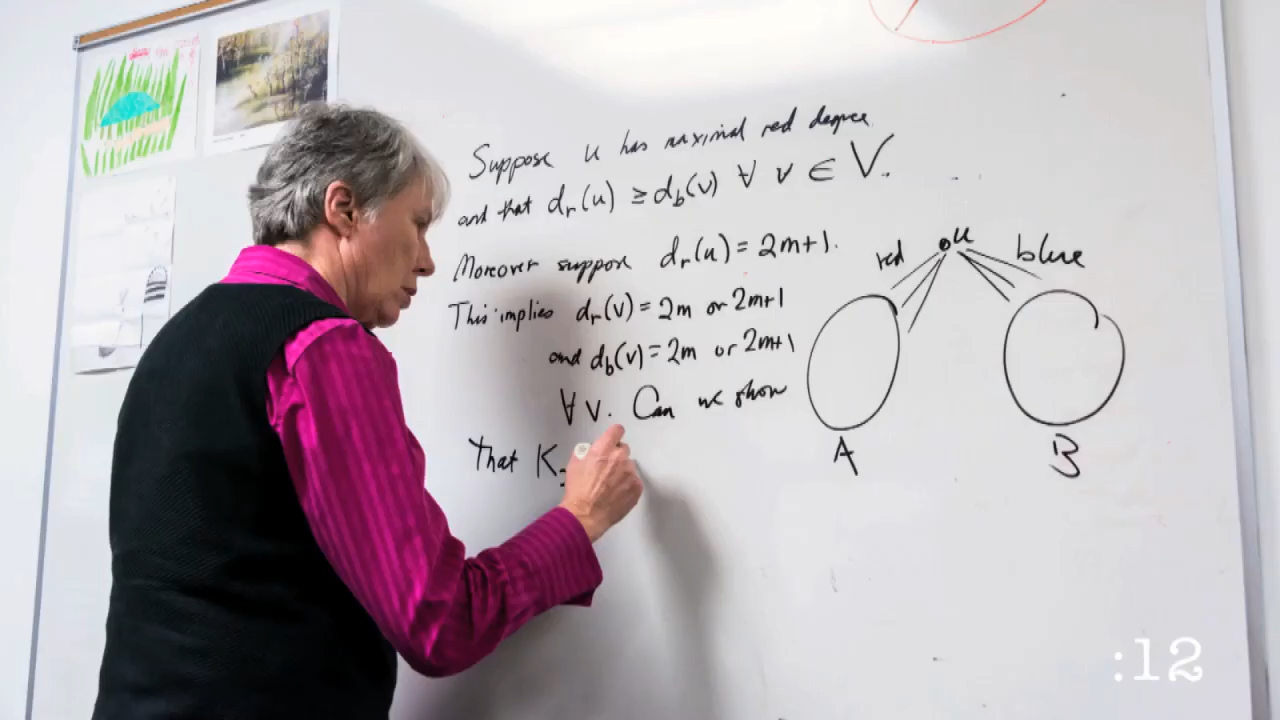 Suppose u has maximal red degree
and that dr(u) ≥ db(v) ∀ v ∈ V.
Moreover suppose dr(u) = 2m+1.
This implies dr(v) = 2m or 2m+1
and db(v) = 2m or 2m+1
∀ v. Can we show
that K
u
red
blue
A
B
:12